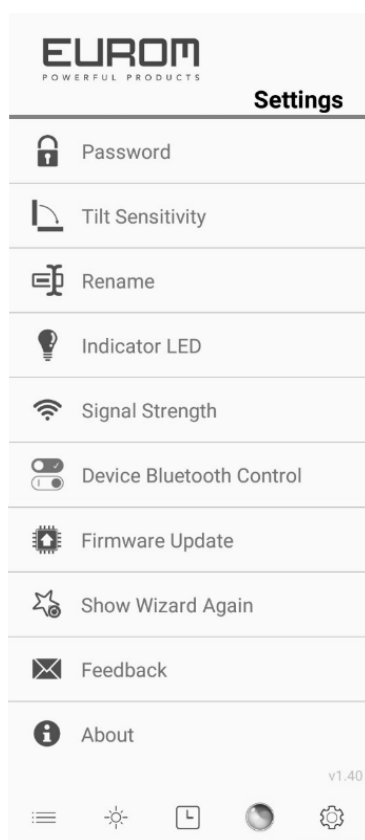 EUROM
POWERFUL PRODUCTS
Settings
Password
Tilt Sensitivity
Rename
Indicator LED
Signal Strength
Device Bluetooth Control
Firmware Update
Show Wizard Again
Feedback
About
v1.40